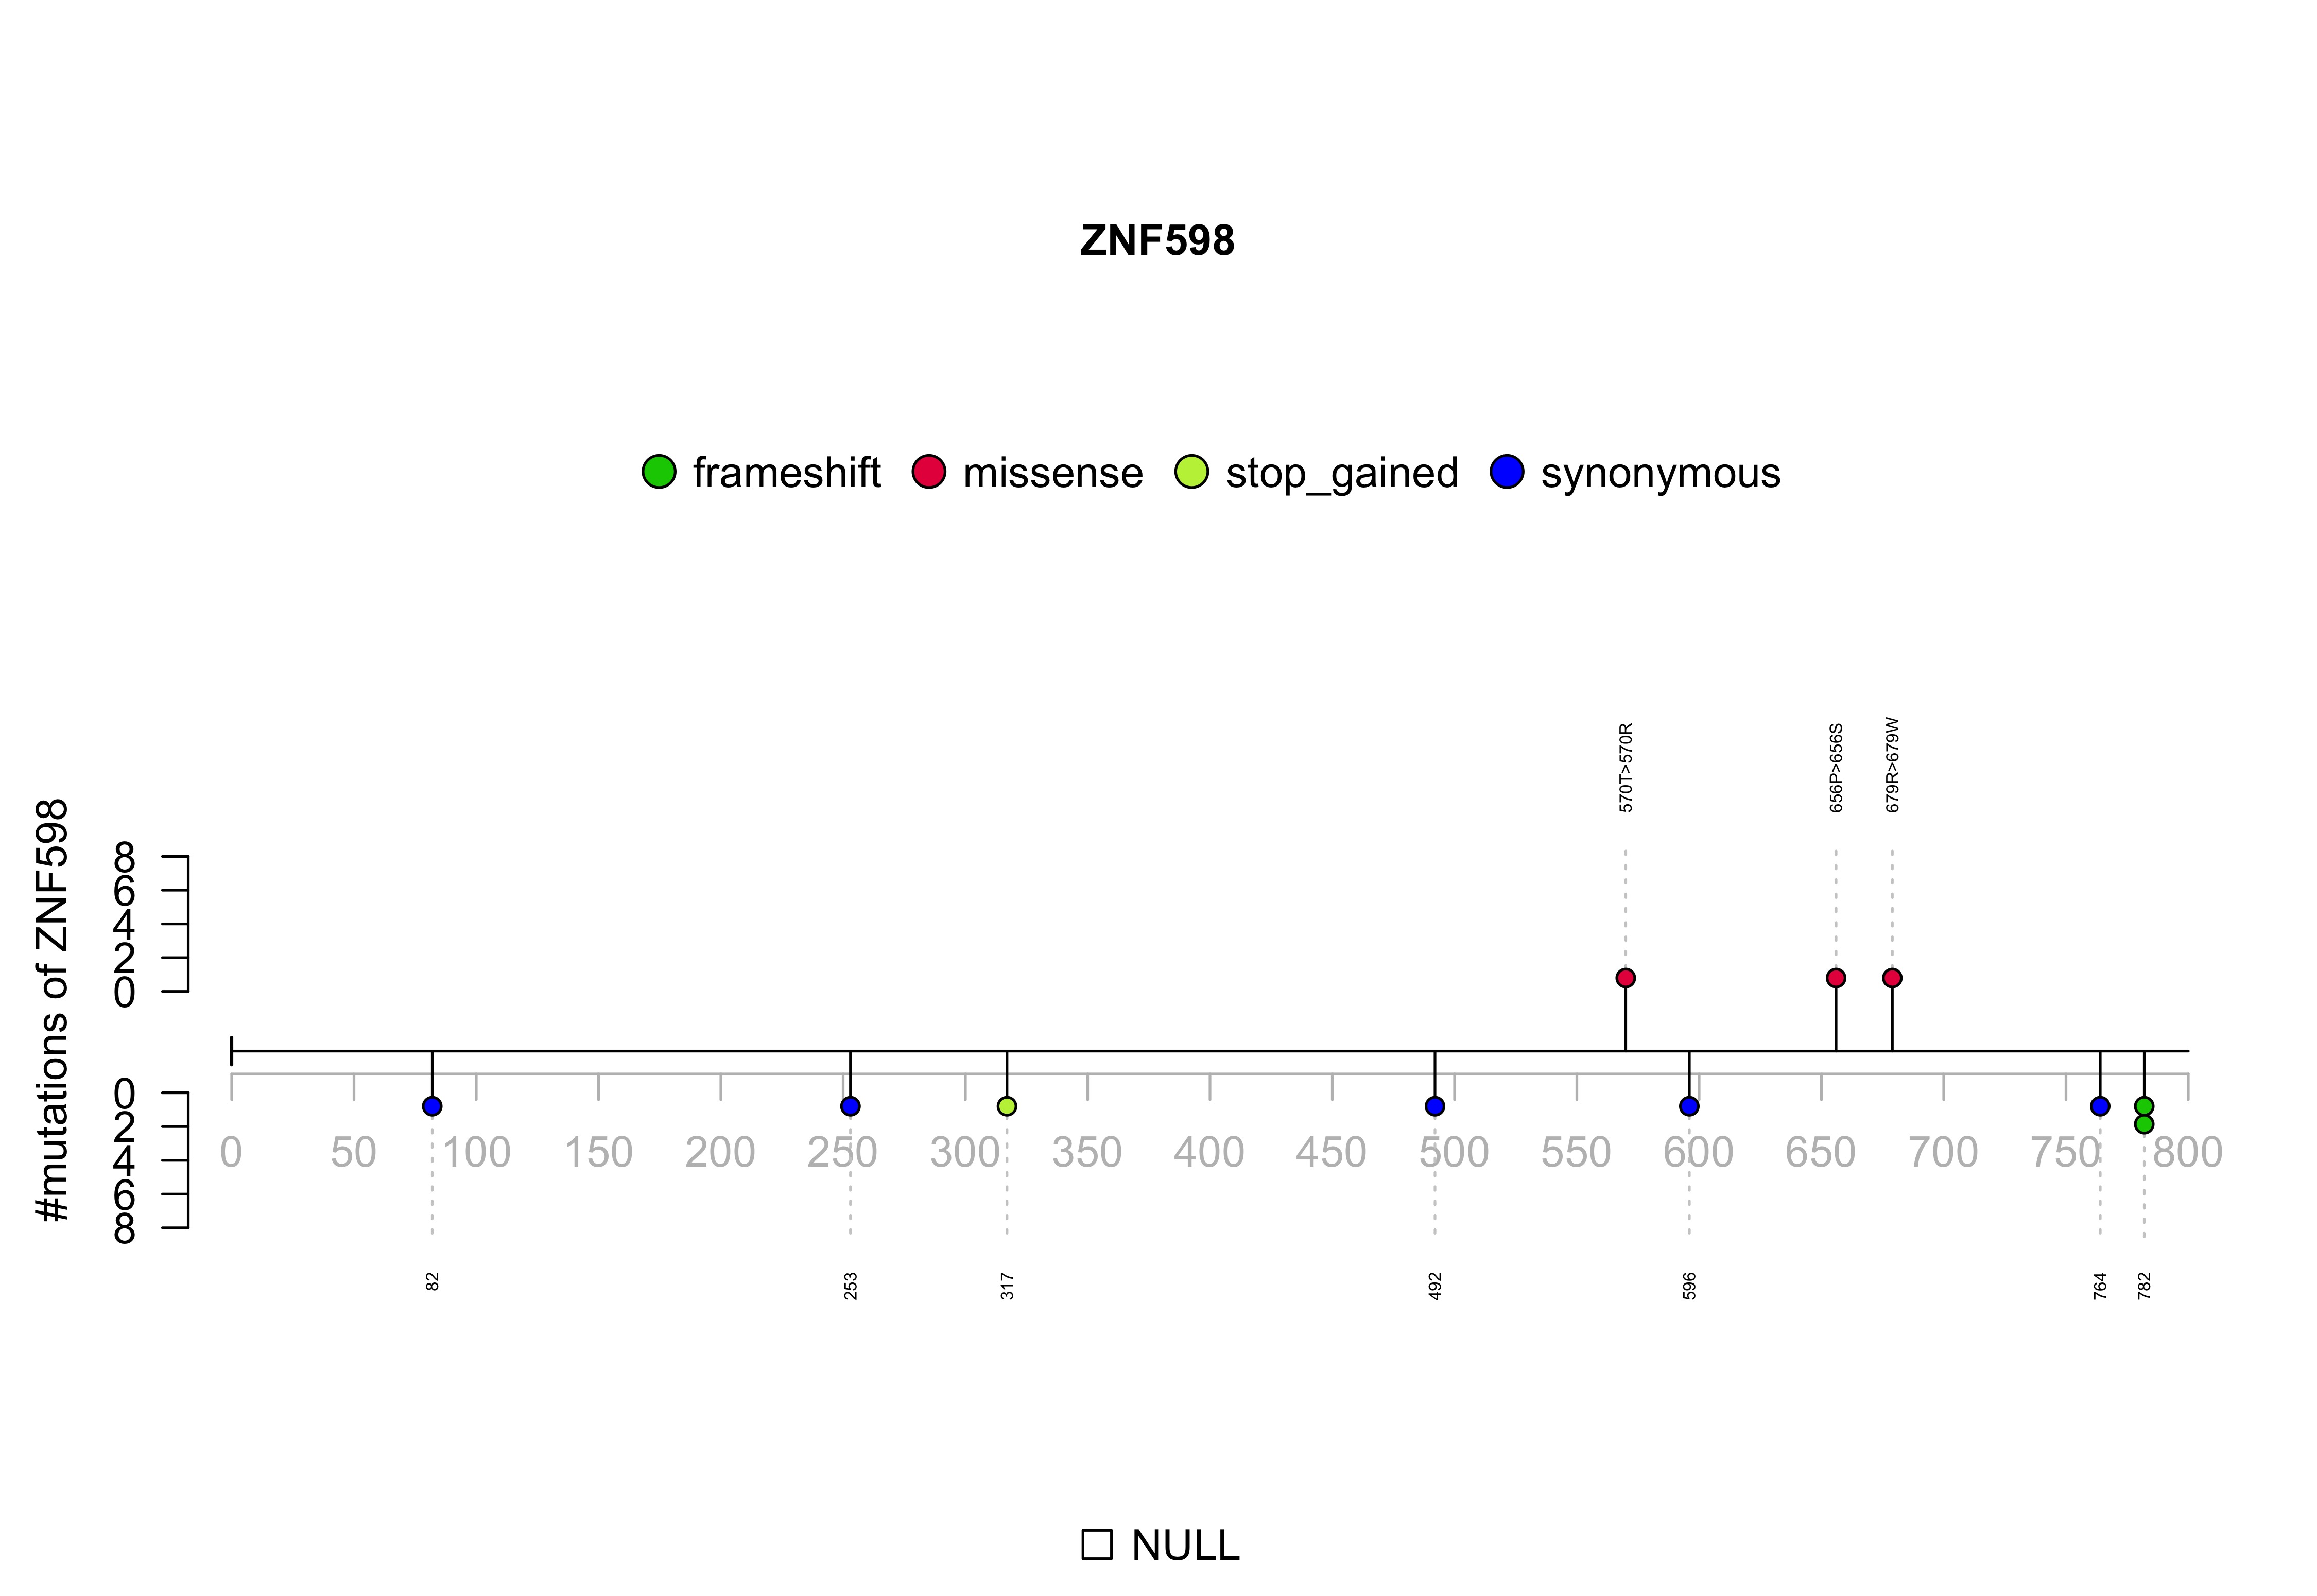 ZNF598
frameshift missense stop_gained synonymous
570T>570R 656P>656S 679R>679W
#mutations of ZNF598
8
6
4
2
0
0
2
4
6
8
0 50 100 150 200 250 300 350 400 450 500 550 600 650 700 750 800
82 253 317 492 596 764 782
NULL